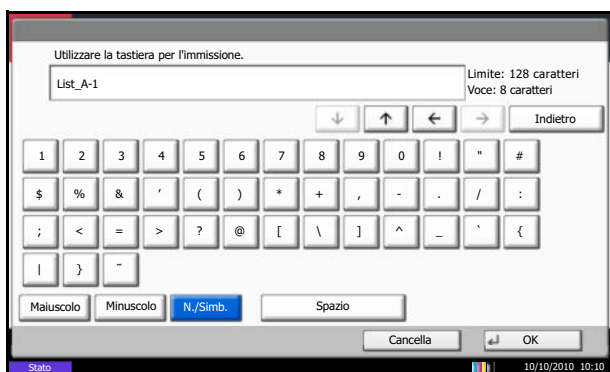 Utilizzare la tastiera per l'immissione.
List_A-1
Limite: 128 caratteri
Voce: 8 caratteri
Indietro
1 2 3 4 5 6 7 8 9 0 ! " #
$ % & ' ( ) * + , - . / :
; < = > ? @ [ \ ] ^ _ ` {
| } ~
Maiuscolo Minuscolo N./Simb. Spazio
Cancella OK
Stato 10/10/2010 10:10